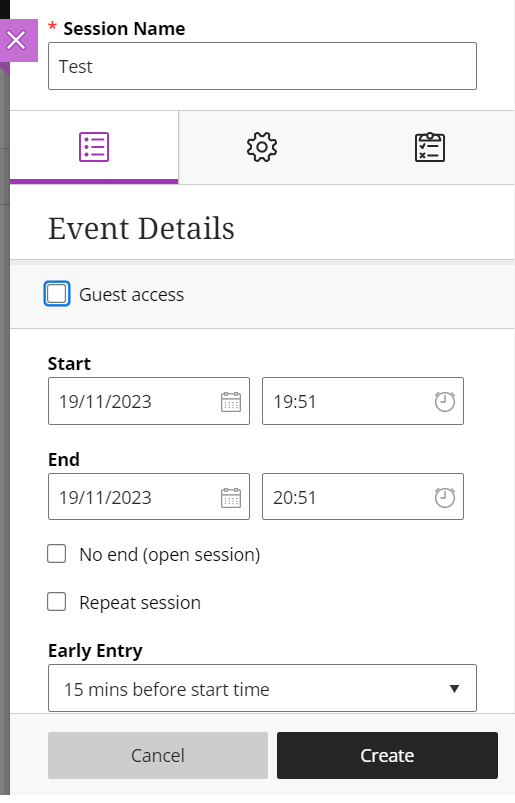 * Session Name
Test
Event Details
Guest access
Start
19/11/2023 19:51
End
19/11/2023 20:51
No end (open session)
Repeat session
Early Entry
15 mins before start time
Cancel Create